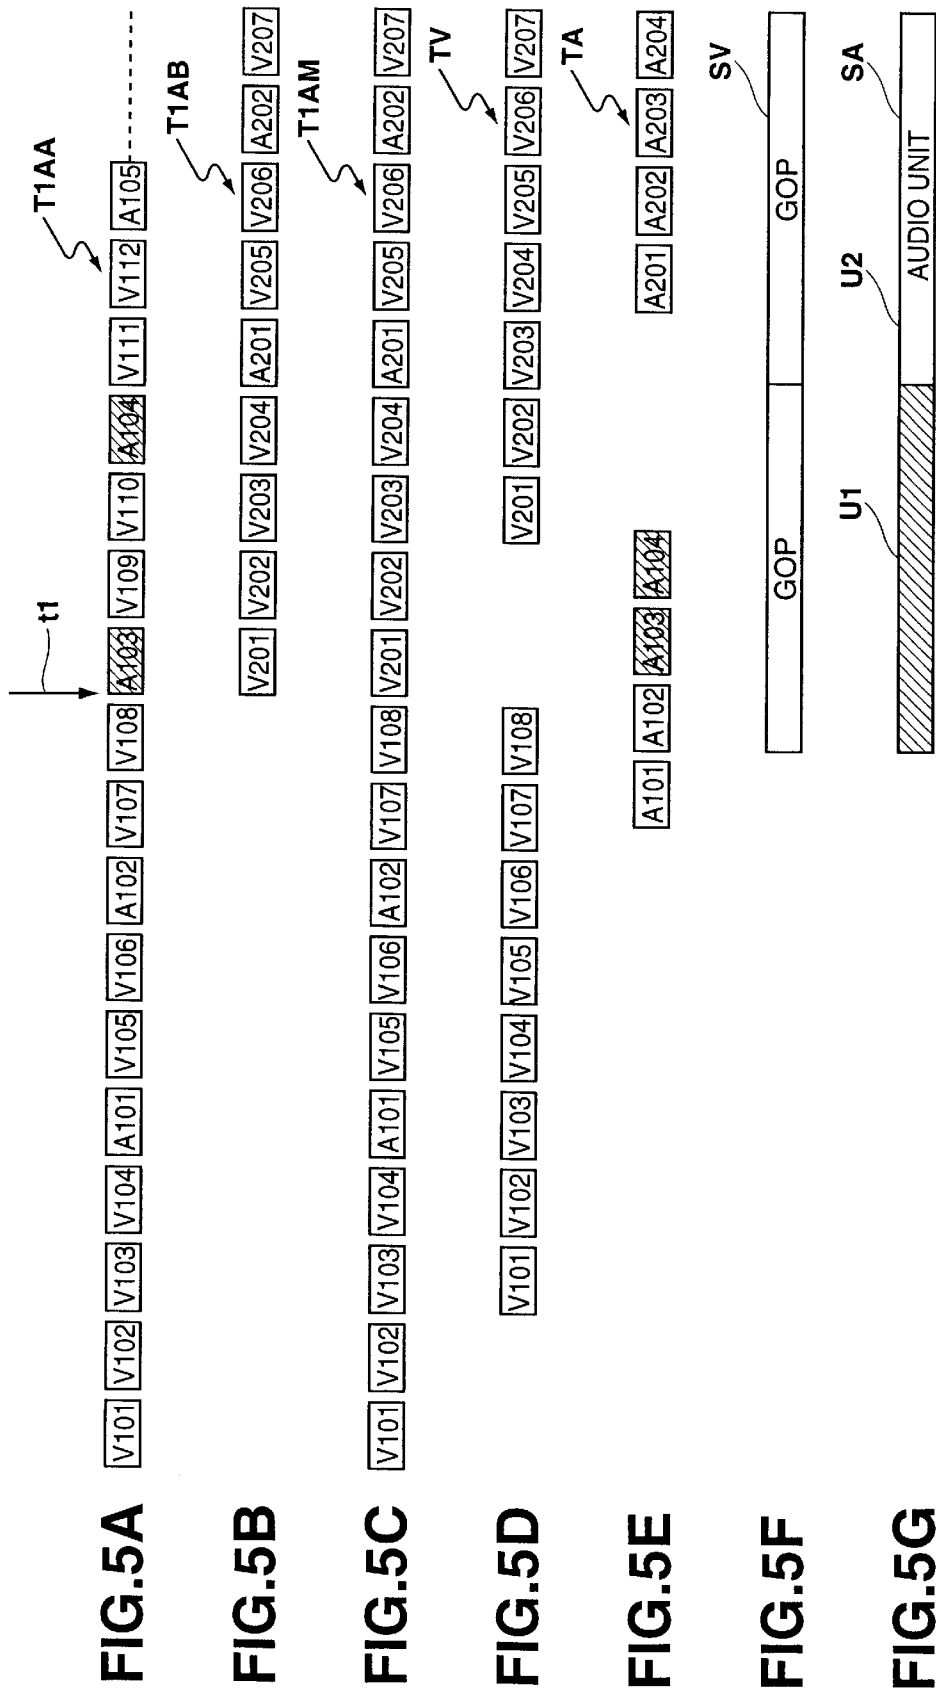 t1
T1AA
FIG.5A V101 V102 V103 V104 A101 V105 V106 A102 V107 V108 A103 V109 V110 A104 V111 V112 A105
T1AB
FIG.5B V201 V202 V203 V204 A201 V205 V206 A202 V207
T1AM
FIG.5C V101 V102 V103 V104 A101 V105 V106 A102 V107 V108 V201 V202 V203 V204 A201 V205 V206 A202 V207
TV
FIG.5D V101 V102 V103 V104 V105 V106 V107 V108 V201 V202 V203 V204 V205 V206 V207
TA
FIG.5E A101 A102 A103 A104 A201 A202 A203 A204
SV
FIG.5F GOP GOP
U1 U2 SA
FIG.5G AUDIO UNIT